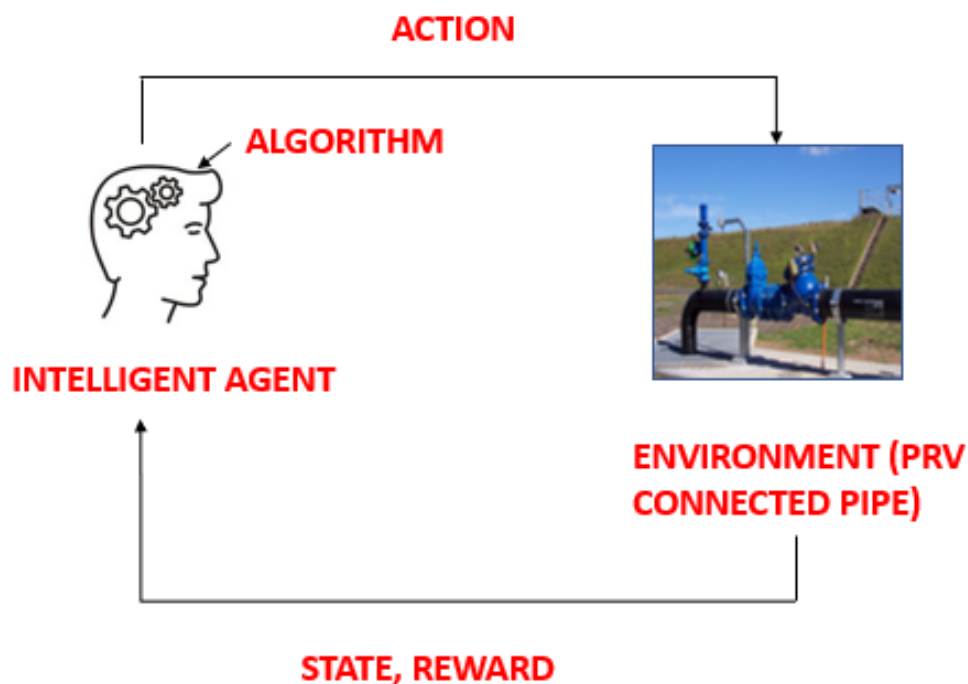 ACTION
ALGORITHM
INTELLIGENT AGENT
ENVIRONMENT (PRV
CONNECTED PIPE)
STATE, REWARD